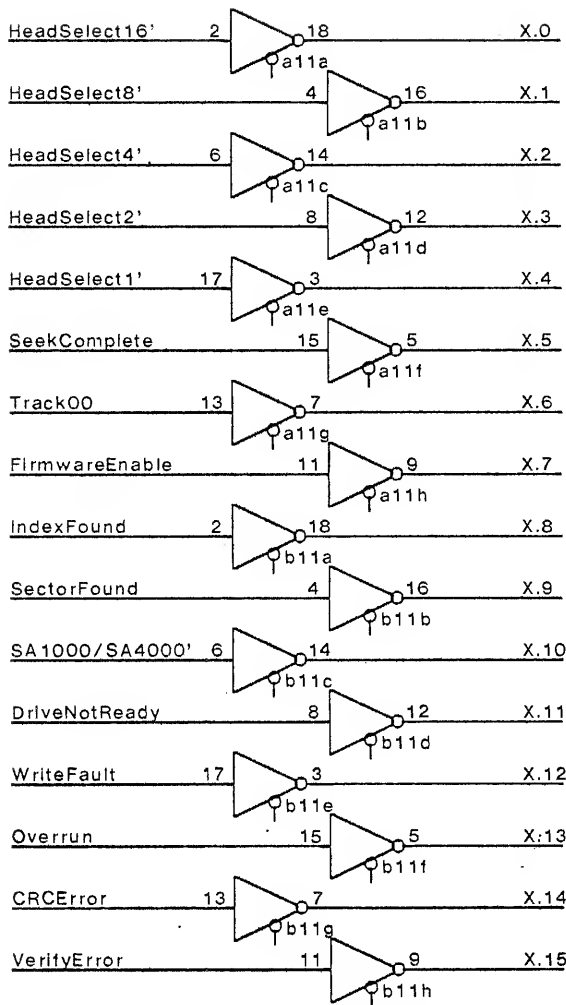 HeadSelect16' 2 18 X.0
a11a
HeadSelect8' 4 16 X.1
a11b
HeadSelect4' 6 14 X.2
a11c
HeadSelect2' 8 12 X.3
a11d
HeadSelect1' 17 3 X.4
a11e
SeekComplete 15 5 X.5
a11f
Track00 13 7 X.6
a11g
FirmwareEnable 11 9 X.7
a11h
IndexFound 2 18 X.8
b11a
SectorFound 4 16 X.9
b11b
SA1000/SA4000' 6 14 X.10
b11c
DriveNotReady 8 12 X.11
b11d
WriteFault 17 3 X.12
b11e
Overrun 15 5 X.13
b11f
CRCError 13 7 X.14
b11g
VerifyError 11 9 X.15
b11h